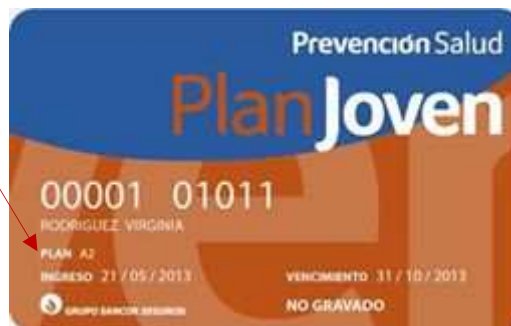 Prevención Salud
Plan Joven
00001 01011
RODRIGUEZ VIRGINIA
PLAN A2
INGRESO 21 / 05 / 2013 VENCIMIENTO 31 / 10 / 2013
GRUPO SANCOR SEGUROS NO GRAVADO